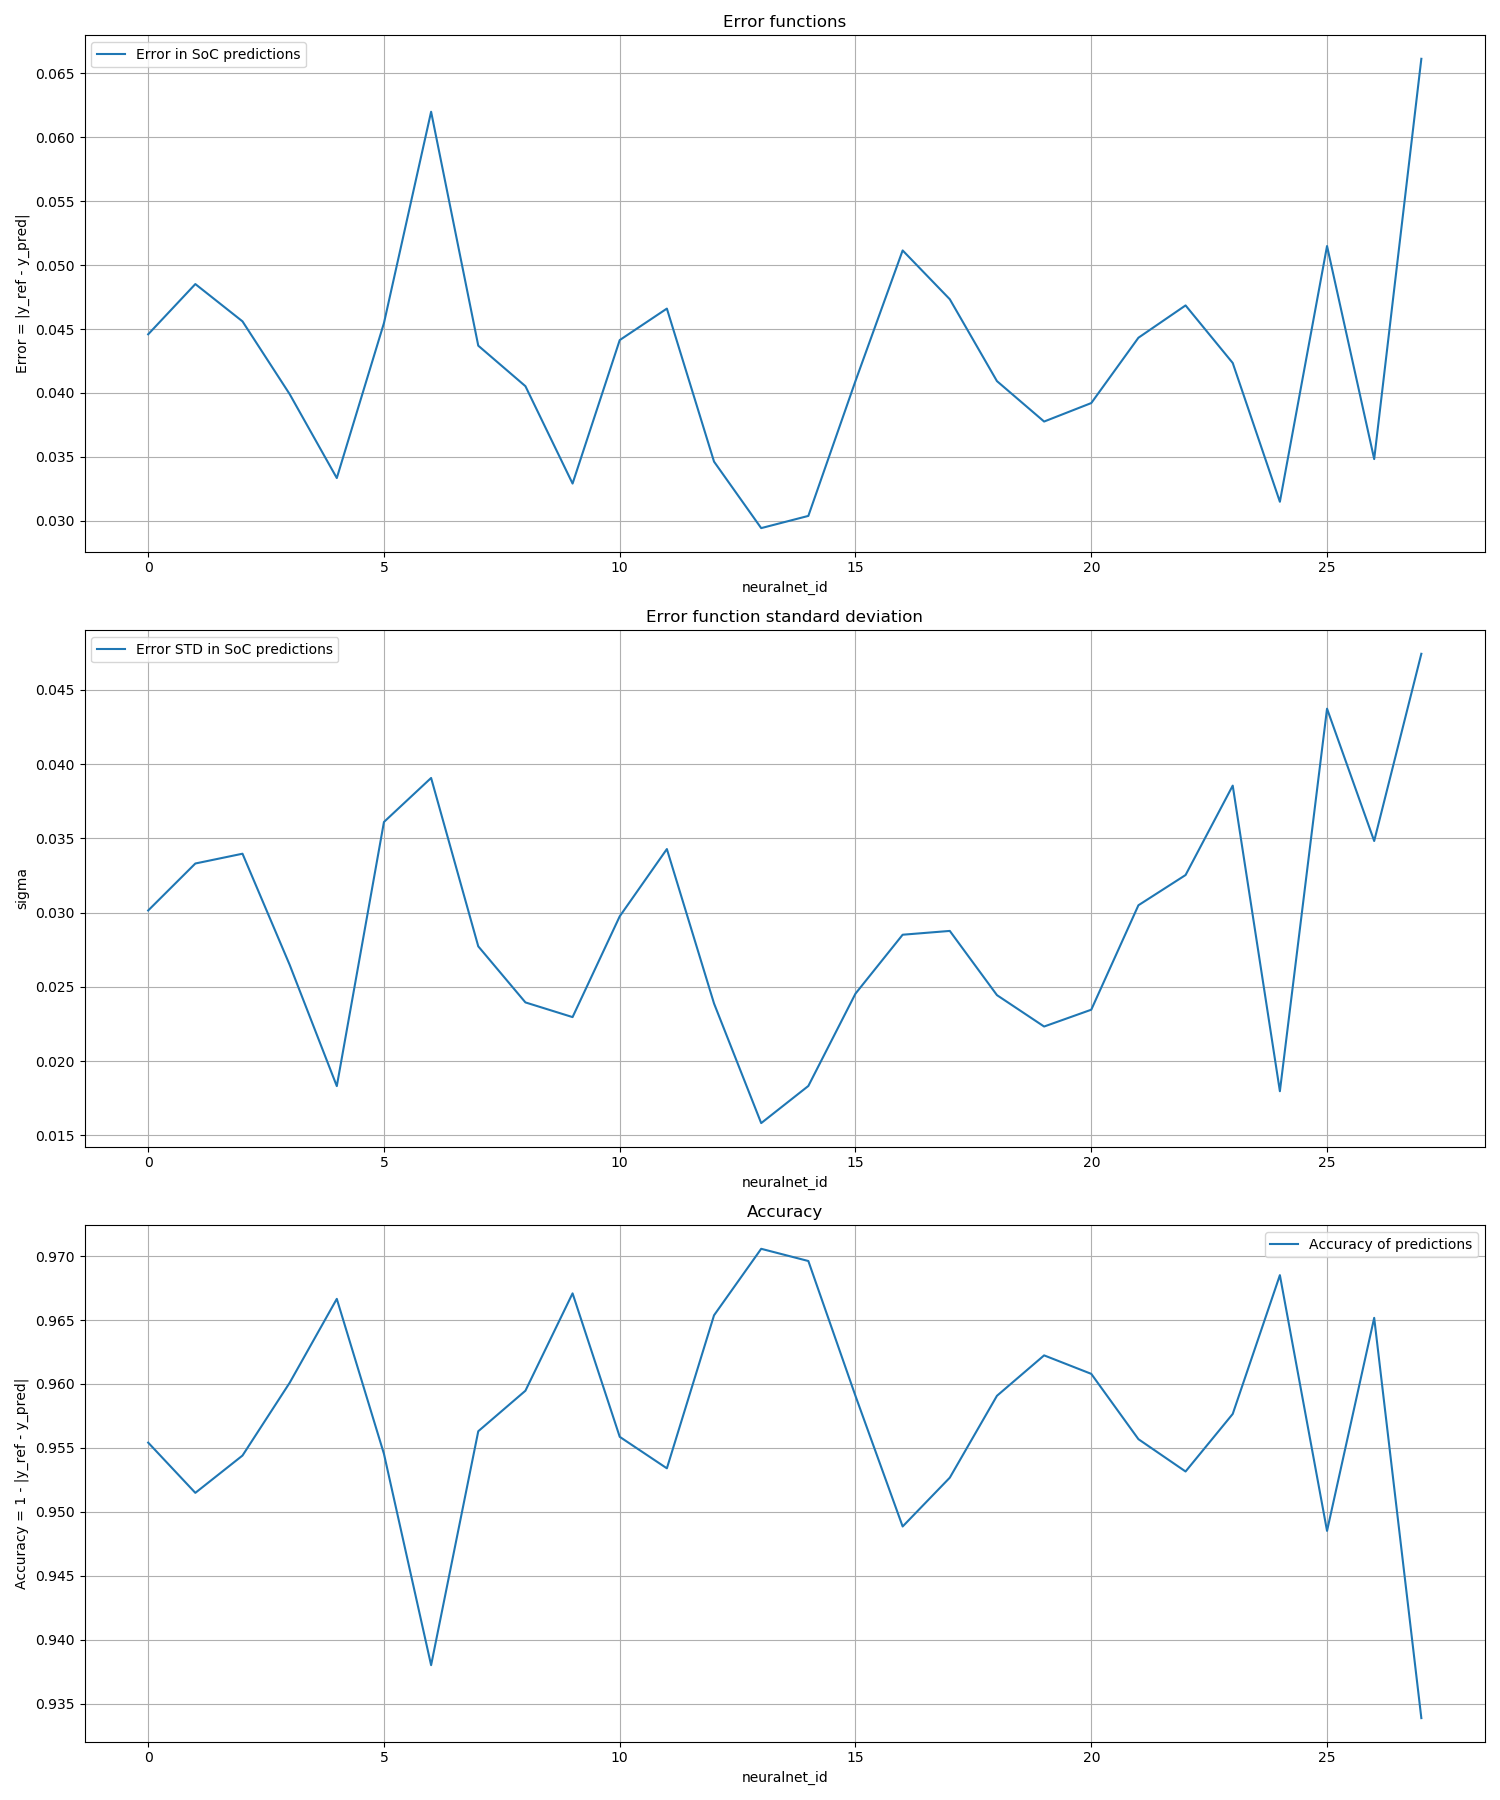 Error functions
Error in SoC predictions
0.065
0.060
0.055
0.050
0.045
0.040
0.035
0.030
Error = |y_ref - y_pred|
0 5 10 15 20 25
neuralnet_id
Error function standard deviation
Error STD in SoC predictions
0.045
0.040
0.035
0.030
0.025
0.020
0.015
sigma
0 5 10 15 20 25
neuralnet_id
Accuracy
Accuracy of predictions
0.970
0.965
0.960
0.955
0.950
0.945
0.940
0.935
Accuracy = 1 - |y_ref - y_pred|
0 5 10 15 20 25
neuralnet_id